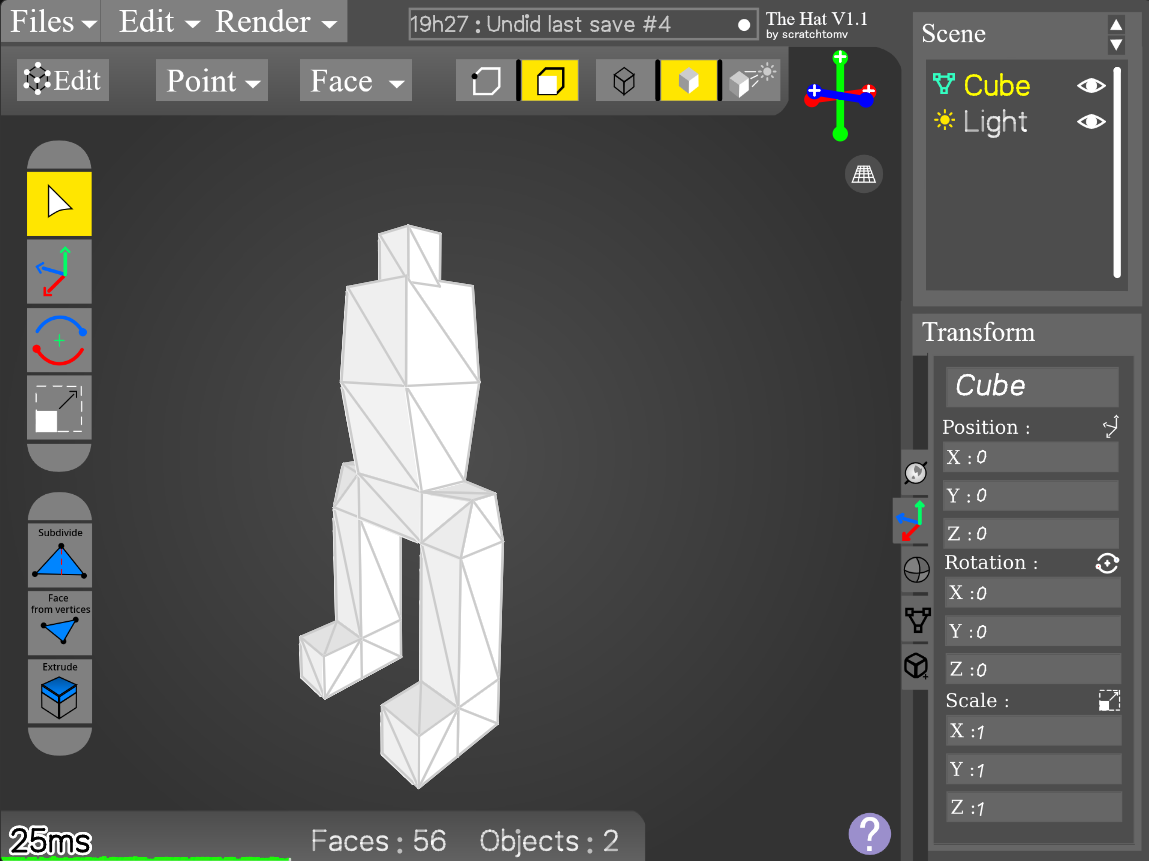 Files Edit Render
19h27 : Undid last save #4
The Hat V1.1
by scratchtomv
Scene
Edit Point Face
Cube
Light
Subdivide
Face
from vertices
Extrude
Transform
Cube
Position :
X : 0
Y : 0
Z : 0
Rotation :
X :0
Y :0
Z :0
Scale :
X :1
Y :1
Z :1
25ms
Faces : 56 Objects : 2
?